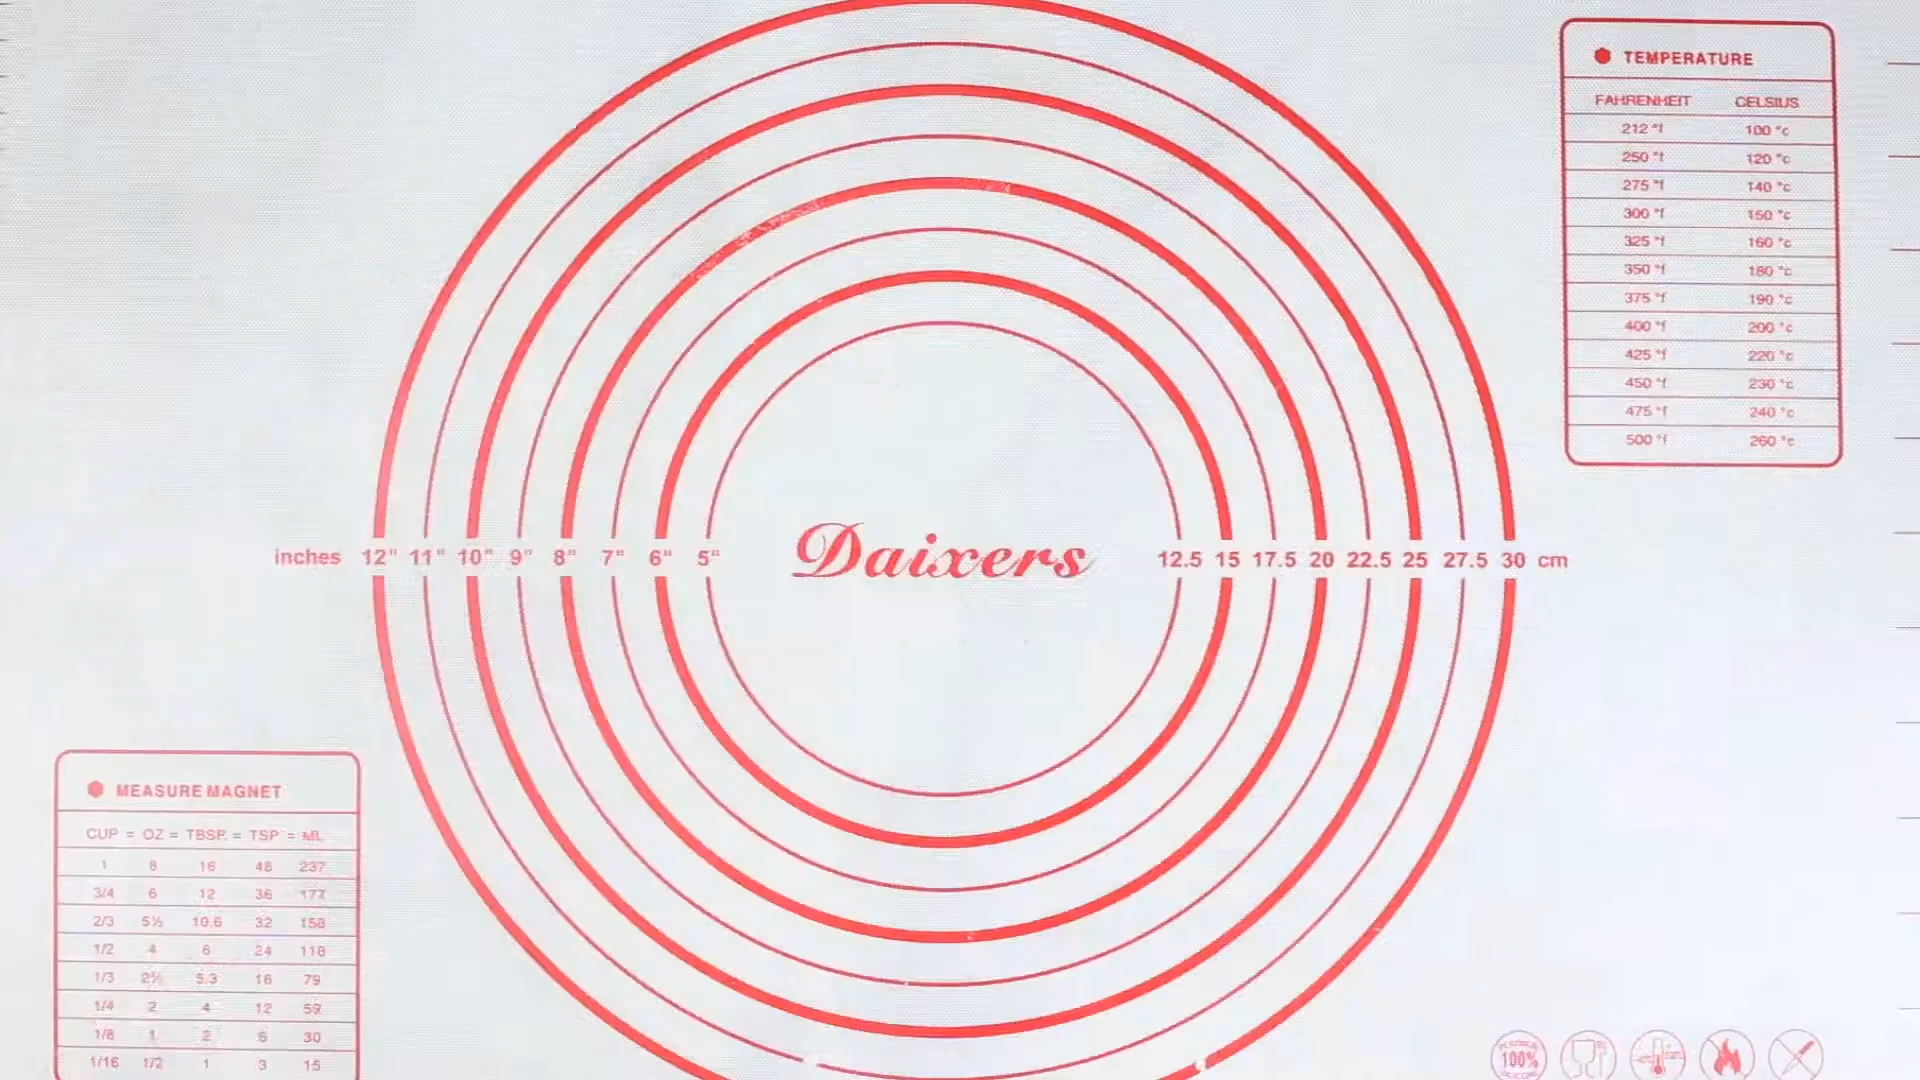 TEMPERATURE
FAHRENHEIT CELSIUS
212 °f 100 °c
250 °f 120 °c
275 °f 140 °c
300 °f 150 °c
325 °f 160 °c
350 °f 180 °c
375 °f 190 °c
400 °f 200 °c
425 °f 220 °c
450 °f 230 °c
475 °f 240 °c
500 °f 260 °c
inches 12" 11" 10" 9" 8" 7" 6" 5" Daixers 12.5 15 17.5 20 22.5 25 27.5 30 cm
MEASURE MAGNET
CUP = OZ = TBSP. = TSP = ML
1 8 16 48 237
3/4 6 12 36 177
2/3 5½ 10.6 32 158
1/2 4 6 24 118
1/3 5.3 16 79
1/4 2 4 12 59
1/8 1 2 6 30
1/16 1/2 1 3 15
100%